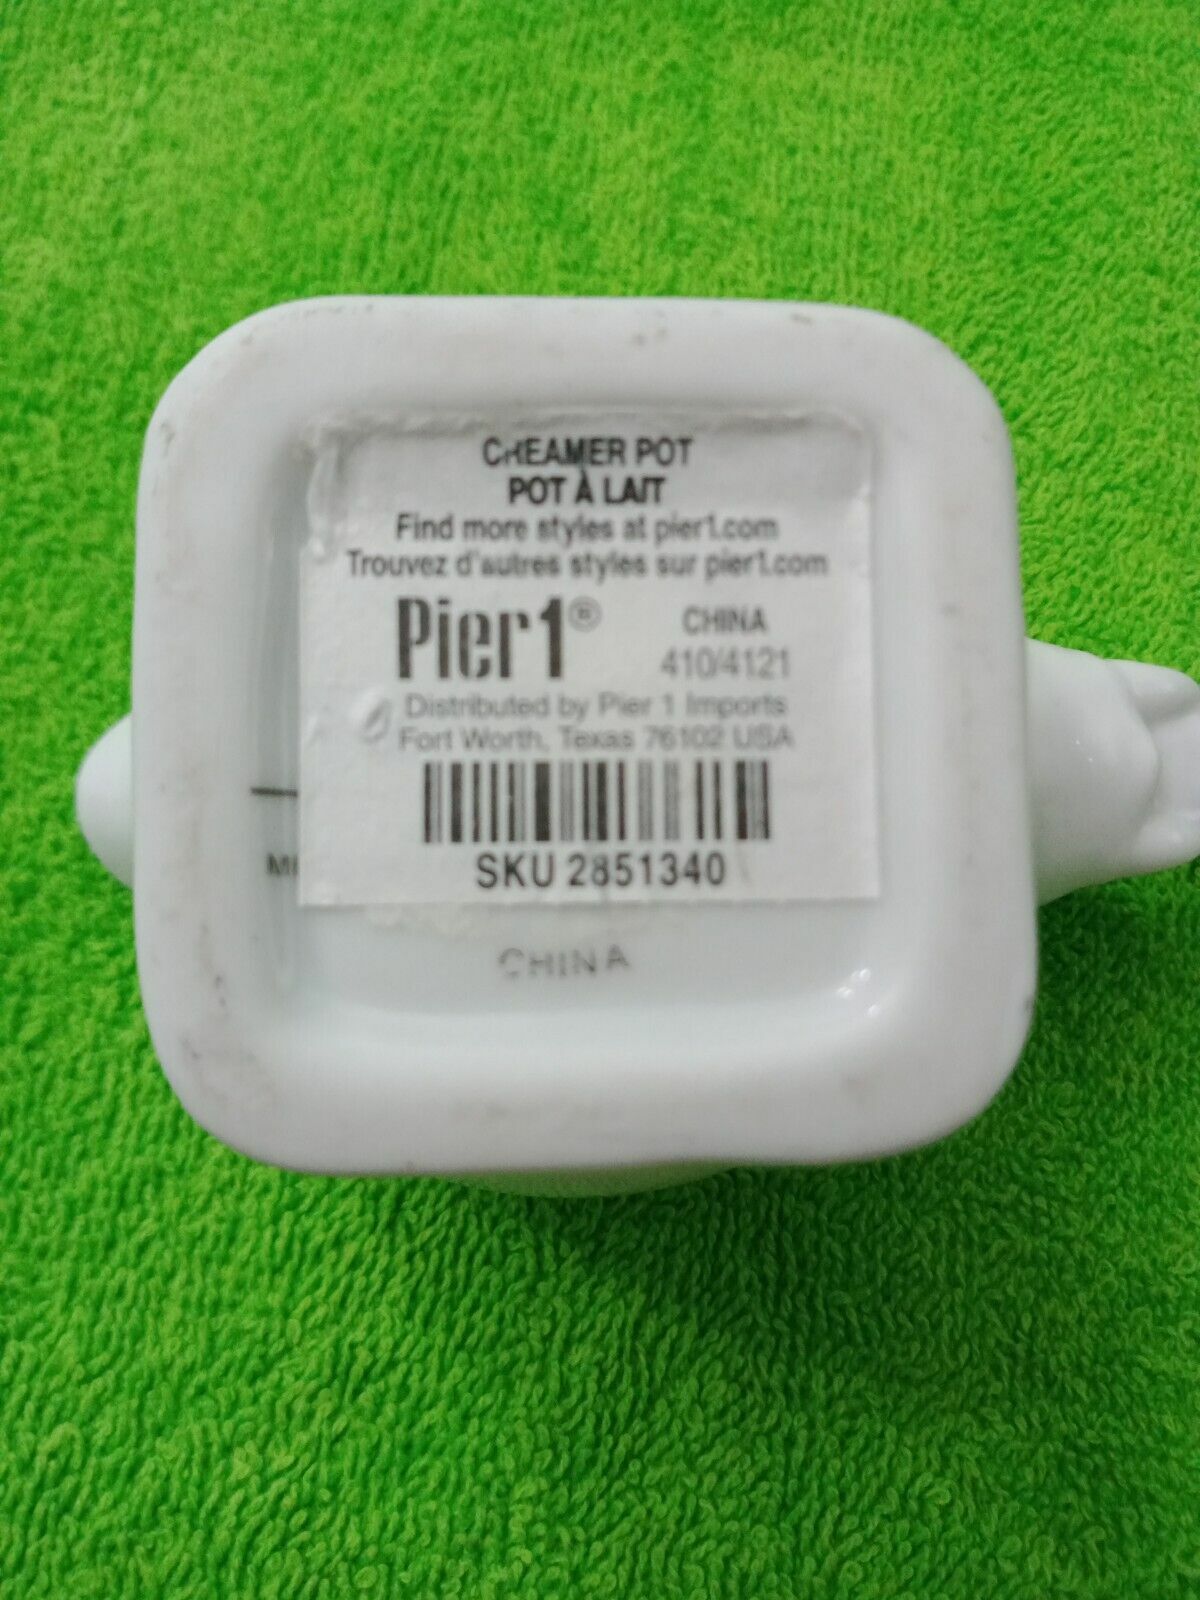 CREAMER POT
POT À LAIT
Find more styles at pier1.com
Trouvez d'autres styles sur pier1.com
Pier1® CHINA
410/4121
Distributed by Pier 1 Imports
Fort Worth, Texas 76102 USA
SKU 2851340
CHINA